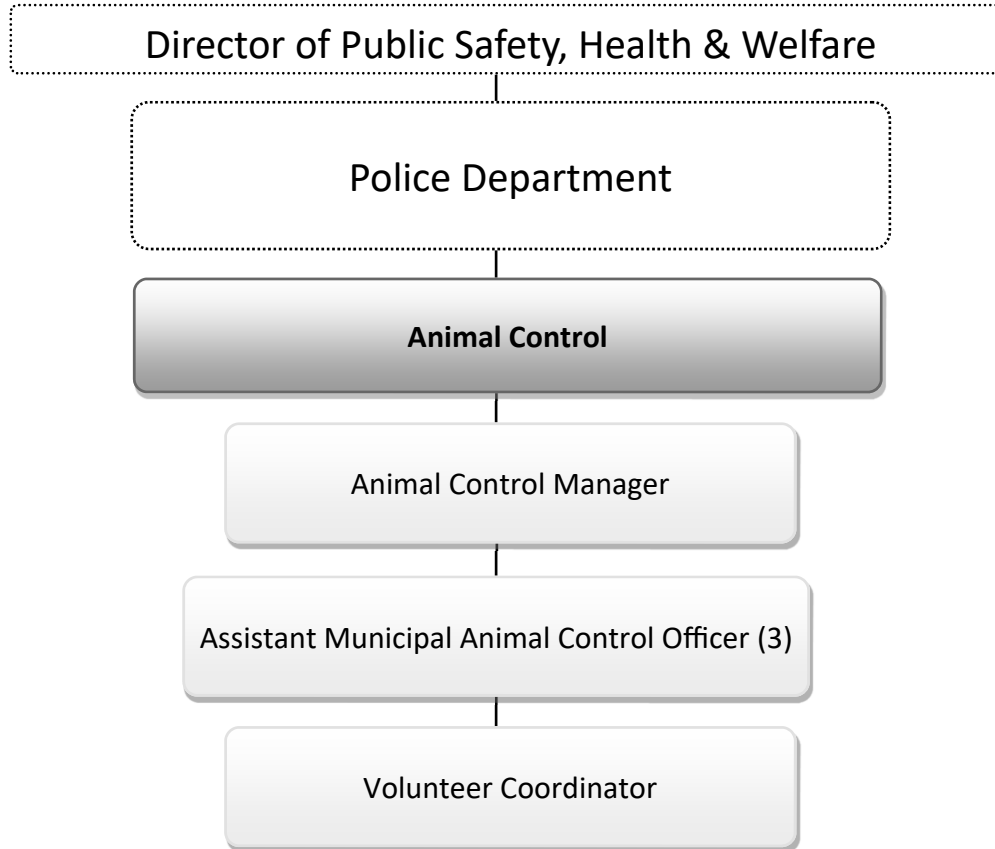 Director of Public Safety, Health & Welfare
Police Department
Animal Control
Animal Control Manager
Assistant Municipal Animal Control Officer (3)
Volunteer Coordinator